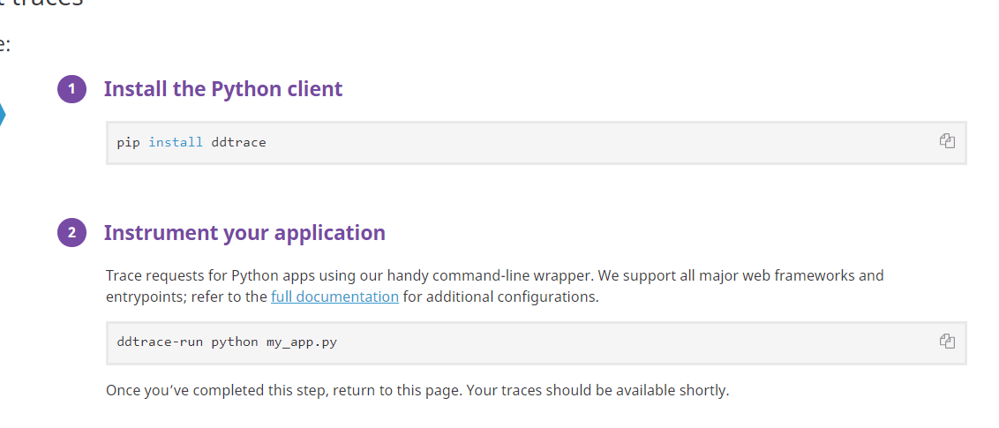 traces
e:
1 Install the Python client
pip install ddtrace
2 Instrument your application
Trace requests for Python apps using our handy command-line wrapper. We support all major web frameworks and
entrypoints; refer to the full documentation for additional configurations.
ddtrace-run python my_app.py
Once you’ve completed this step, return to this page. Your traces should be available shortly.